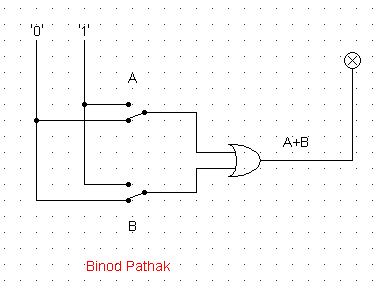 '0' '1'
A
A+B
B
Binod Pathak